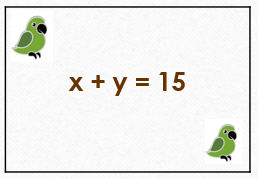 x + y = 15